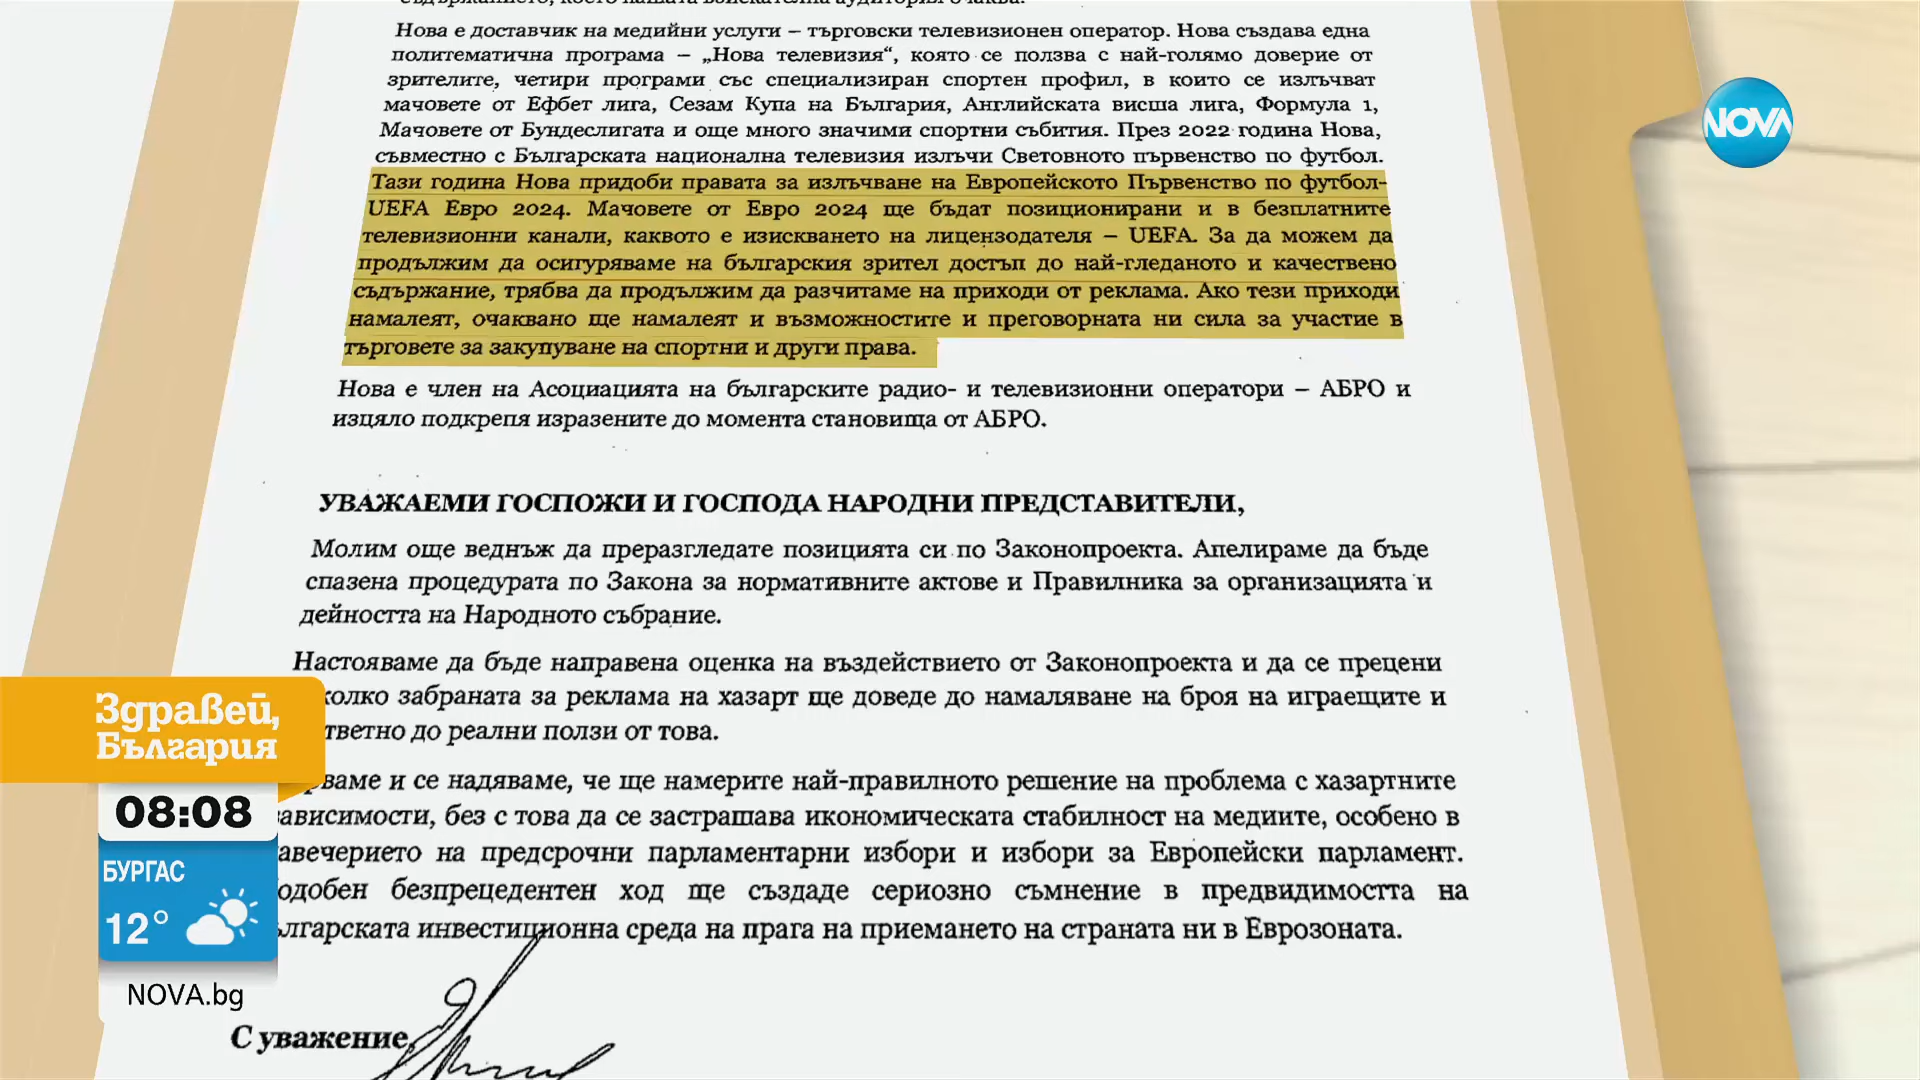 Нова е доставчик на медийни услуги – търговски телевизионен оператор. Нова създава една
политематична програма – „Нова телевизия“, която се ползва с най-голямо доверие от
зрителите, четири програми със специализиран спортен профил, в които се излъчват
мачовете от Ефбет лига, Сезам Купа на България, Английската висша лига, Формула 1,
Мачовете от Бундеслигата и още много значими спортни събития. През 2022 година Нова,
съвместно с Българската национална телевизия излъчи Световното първенство по футбол.
Тази година Нова придоби правата за излъчване на Европейското Първенство по футбол-
UEFA Евро 2024. Мачовете от Евро 2024 ще бъдат позиционирани и в безплатните
телевизионни канали, каквото е изискването на лицензодателя – UEFA. За да можем да
продължим да осигуряваме на българския зрител достъп до най-гледаното и качествено
съдържание, трябва да продължим да разчитаме на приходи от реклама. Ако тези приходи
намалеят, очаквано ще намалеят и възможностите и преговорната ни сила за участие в
търговете за закупуване на спортни и други права.
Нова е член на Асоциацията на българските радио- и телевизионни оператори – АБРО и
изцяло подкрепя изразените до момента становища от АБРО.
УВАЖАЕМИ ГОСПОЖИ И ГОСПОДА НАРОДНИ ПРЕДСТАВИТЕЛИ,
Молим още веднъж да преразгледате позицията си по Законопроекта. Апелираме да бъде
спазена процедурата по Закона за нормативните актове и Правилника за организацията и
дейността на Народното събрание.
Настояваме да бъде направена оценка на въздействието от Законопроекта и да се прецени
колко забраната за реклама на хазарт ще доведе до намаляване на броя на играещите и
тветно до реални ползи от това.
ваме и се надяваме, че ще намерите най-правилното решение на проблема с хазартните
ависимости, без с това да се застрашава икономическата стабилност на медиите, особено в
авечерието на предсрочни парламентарни избори и избори за Европейски парламент.
одобен безпрецедентен ход ще създаде сериозно съмнение в предвидимостта на
лгарската инвестиционна среда на прага на приемането на страната ни в Еврозоната.
С уважение,
NOVA
Здравей,
България
08:08
БУРГАС
12°
NOVA.bg